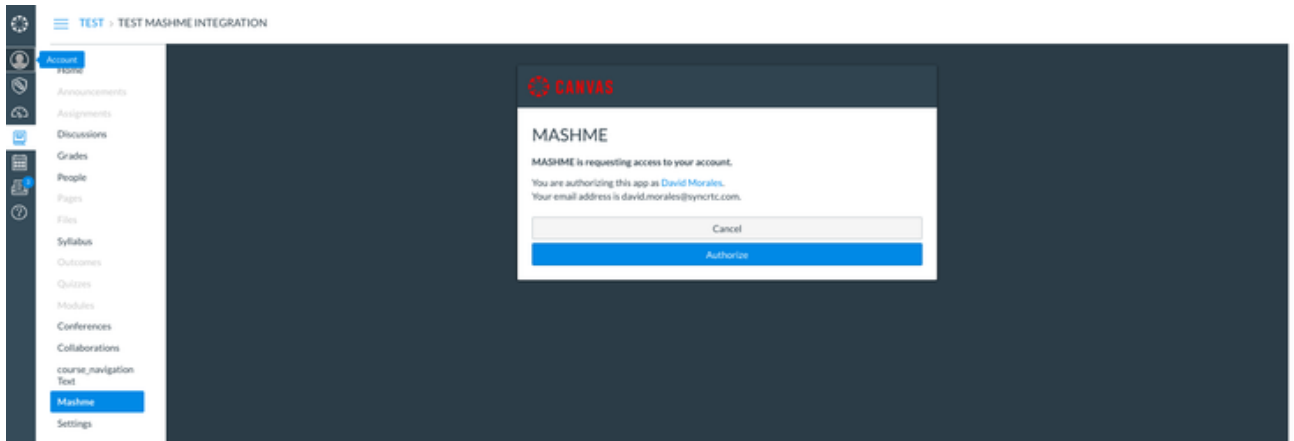 TEST > TEST MASHME INTEGRATION
Account
Home
Announcements
Assignments
Discussions
Grades
People
Pages
Files
Syllabus
Outcomes
Quizzes
Modules
Conferences
Collaborations
course_navigation
Text
Mashme
Settings
CANVAS
MASHME
MASHME is requesting access to your account.
You are authorizing this app as David Morales.
Your email address is david.morales@syncrtc.com.
Cancel
Authorize